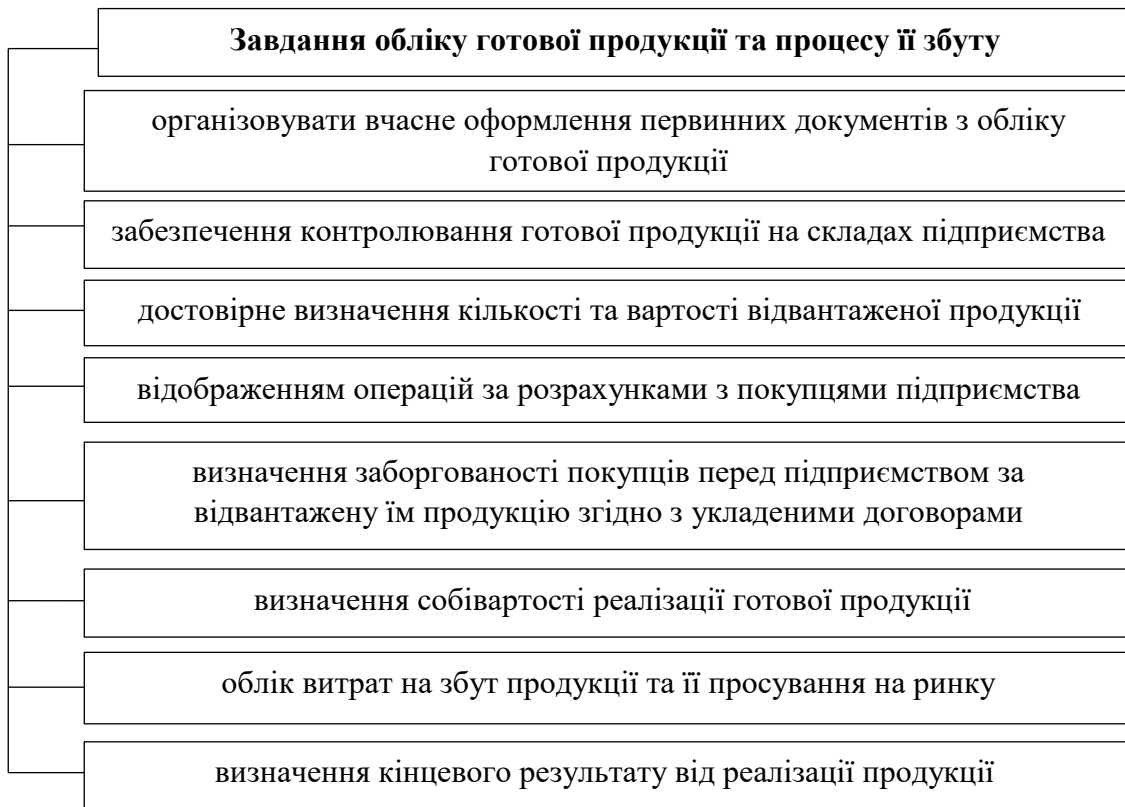 Завдання обліку готової продукції та процесу її збуту
організовувати вчасне оформлення первинних документів з обліку
готової продукції
забезпечення контролювання готової продукції на складах підприємства
достовірне визначення кількості та вартості відвантаженої продукції
відображенням операцій за розрахунками з покупцями підприємства
визначення заборгованості покупців перед підприємством за
відвантажену їм продукцію згідно з укладеними договорами
визначення собівартості реалізації готової продукції
облік витрат на збут продукції та її просування на ринку
визначення кінцевого результату від реалізації продукції